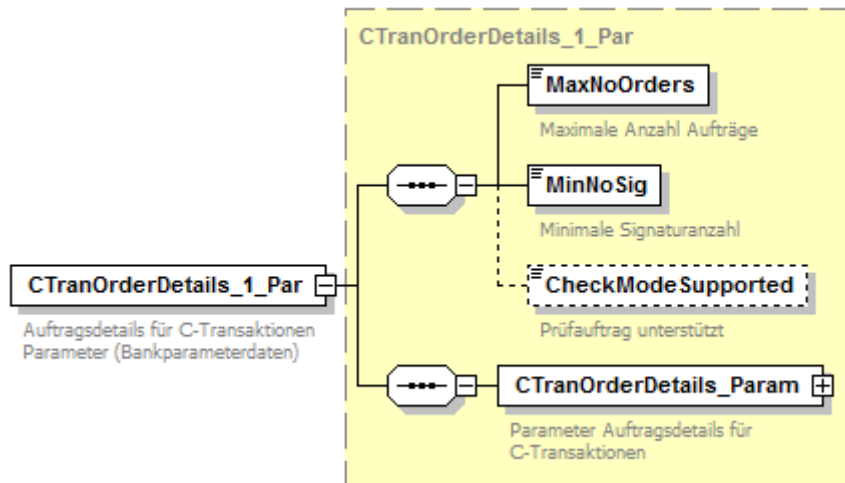 CTranOrderDetails_1_Par
MaxNoOrders
Maximale Anzahl Aufträge
MinNoSig
Minimale Signaturanzahl
CTranOrderDetails_1_Par
Auftragsdetails für C-Transaktionen
Parameter (Bankparameterdaten)
CheckModeSupported
Prüfauftrag unterstützt
CTranOrderDetails_Param
Parameter Auftragsdetails für
C-Transaktionen